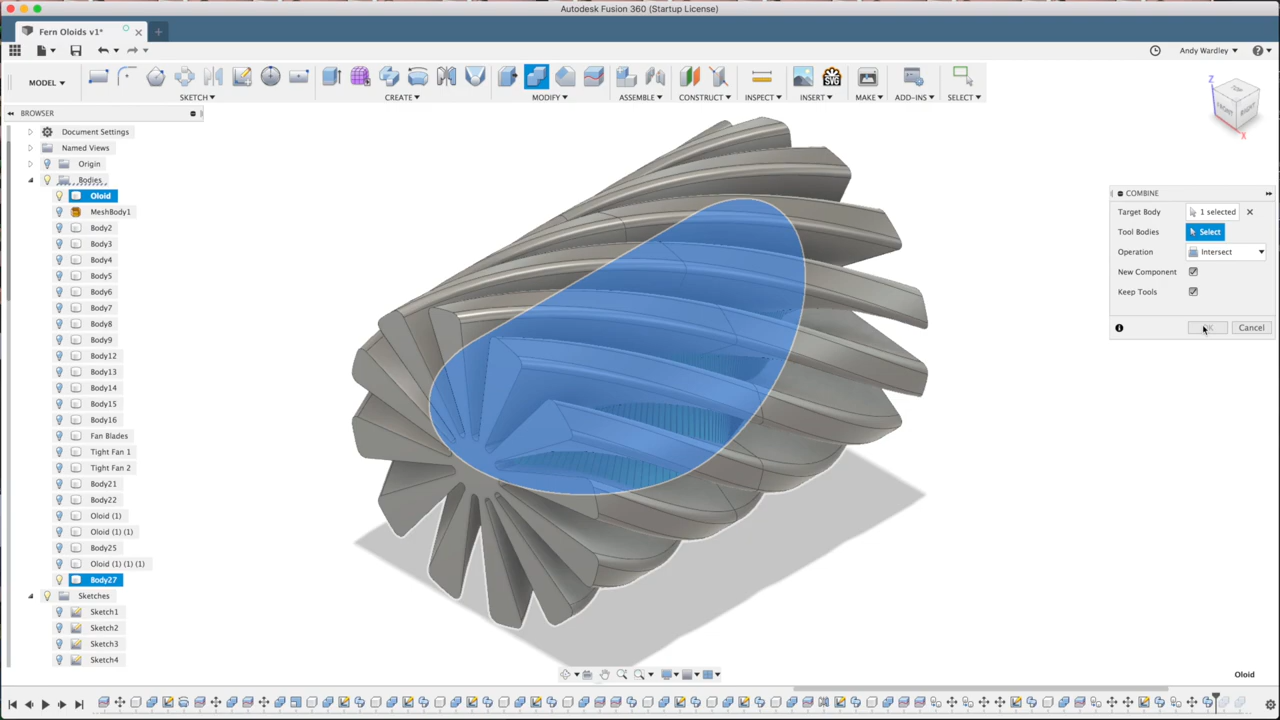 Autodesk Fusion 360 (Startup License)
Fern Oloids v1*
Andy Wardley
MODEL
SKETCH
CREATE
MODIFY
ASSEMBLE
CONSTRUCT
INSPECT
INSERT
MAKE
ADD-INS
SELECT
SVG
BROWSER
Document Settings
Named Views
Origin
Bodies
Oloid
MeshBody1
Body2
Body3
Body4
Body5
Body6
Body7
Body8
Body9
Body12
Body13
Body14
Body15
Body16
Fan Blades
Tight Fan 1
Tight Fan 2
Body21
Body22
Oloid (1)
Oloid (1) (1)
Body25
Oloid (1) (1) (1)
Body27
Sketches
Sketch1
Sketch2
Sketch3
Sketch4
Z
TOP
FRONT
RIGHT
X
COMBINE
Target Body 1 selected
Tool Bodies Select
Operation Intersect
New Component
Keep Tools
Cancel
Oloid